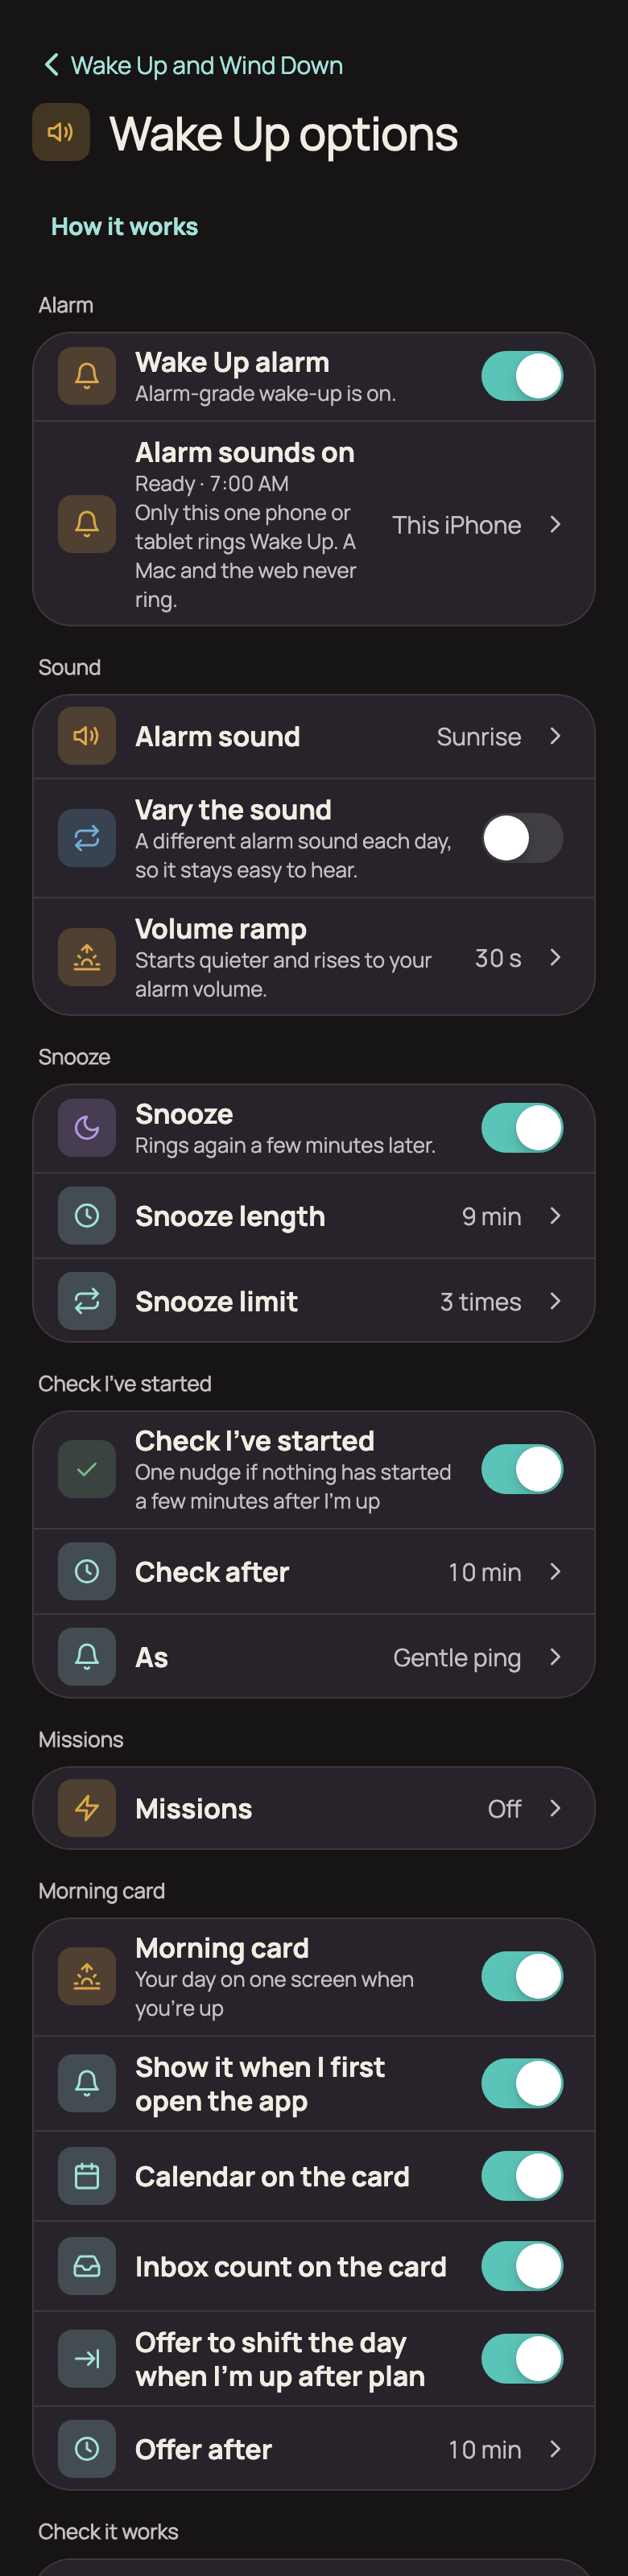 Wake Up and Wind Down
Wake Up options
How it works
Alarm
Wake Up alarm
Alarm-grade wake-up is on.
Alarm sounds on
Ready · 7:00 AM
Only this one phone or
tablet rings Wake Up. A
Mac and the web never
ring.
This iPhone
Sound
Alarm sound
Sunrise
Vary the sound
A different alarm sound each day,
so it stays easy to hear.
Volume ramp
Starts quieter and rises to your
alarm volume.
30 s
Snooze
Snooze
Rings again a few minutes later.
Snooze length
9 min
Snooze limit
3 times
Check I've started
Check I've started
One nudge if nothing has started
a few minutes after I'm up
Check after
10 min
As
Gentle ping
Missions
Missions
Off
Morning card
Morning card
Your day on one screen when
you're up
Show it when I first
open the app
Calendar on the card
Inbox count on the card
Offer to shift the day
when I'm up after plan
Offer after
10 min
Check it works